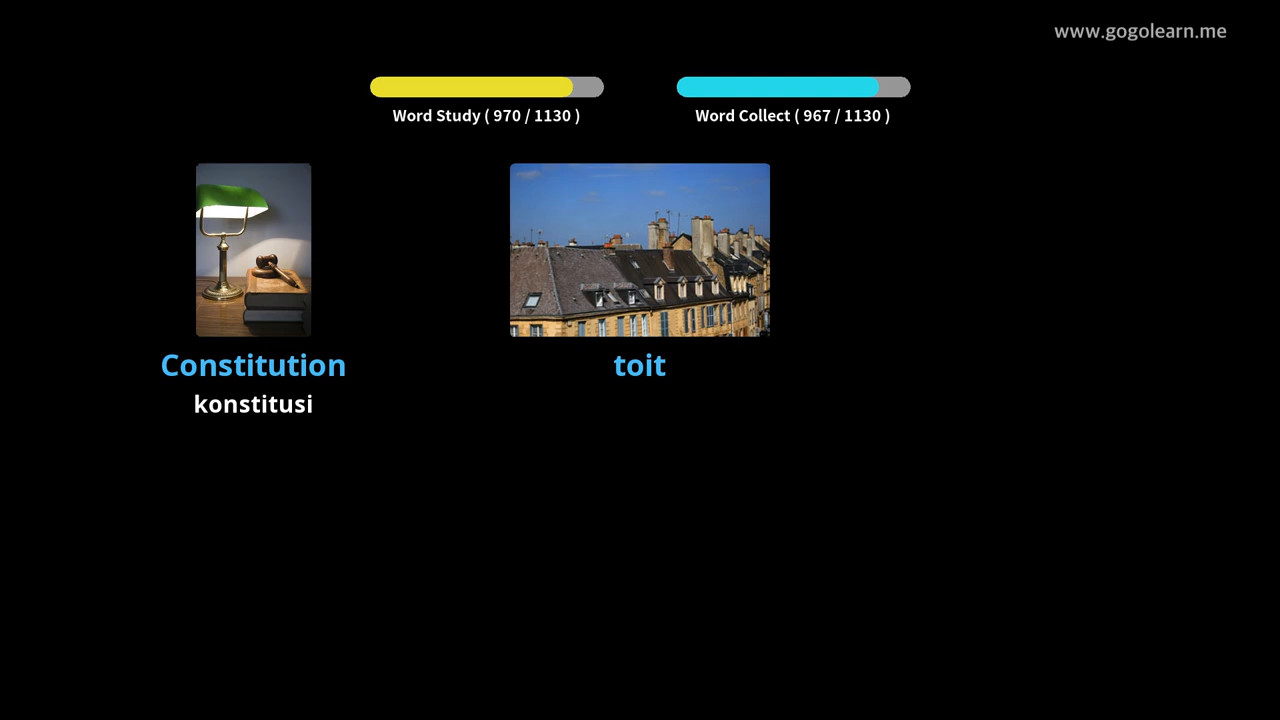 www.gogolearn.me
Word Study ( 970 / 1130 )
Word Collect ( 967 / 1130 )
Constitution
toit
konstitusi